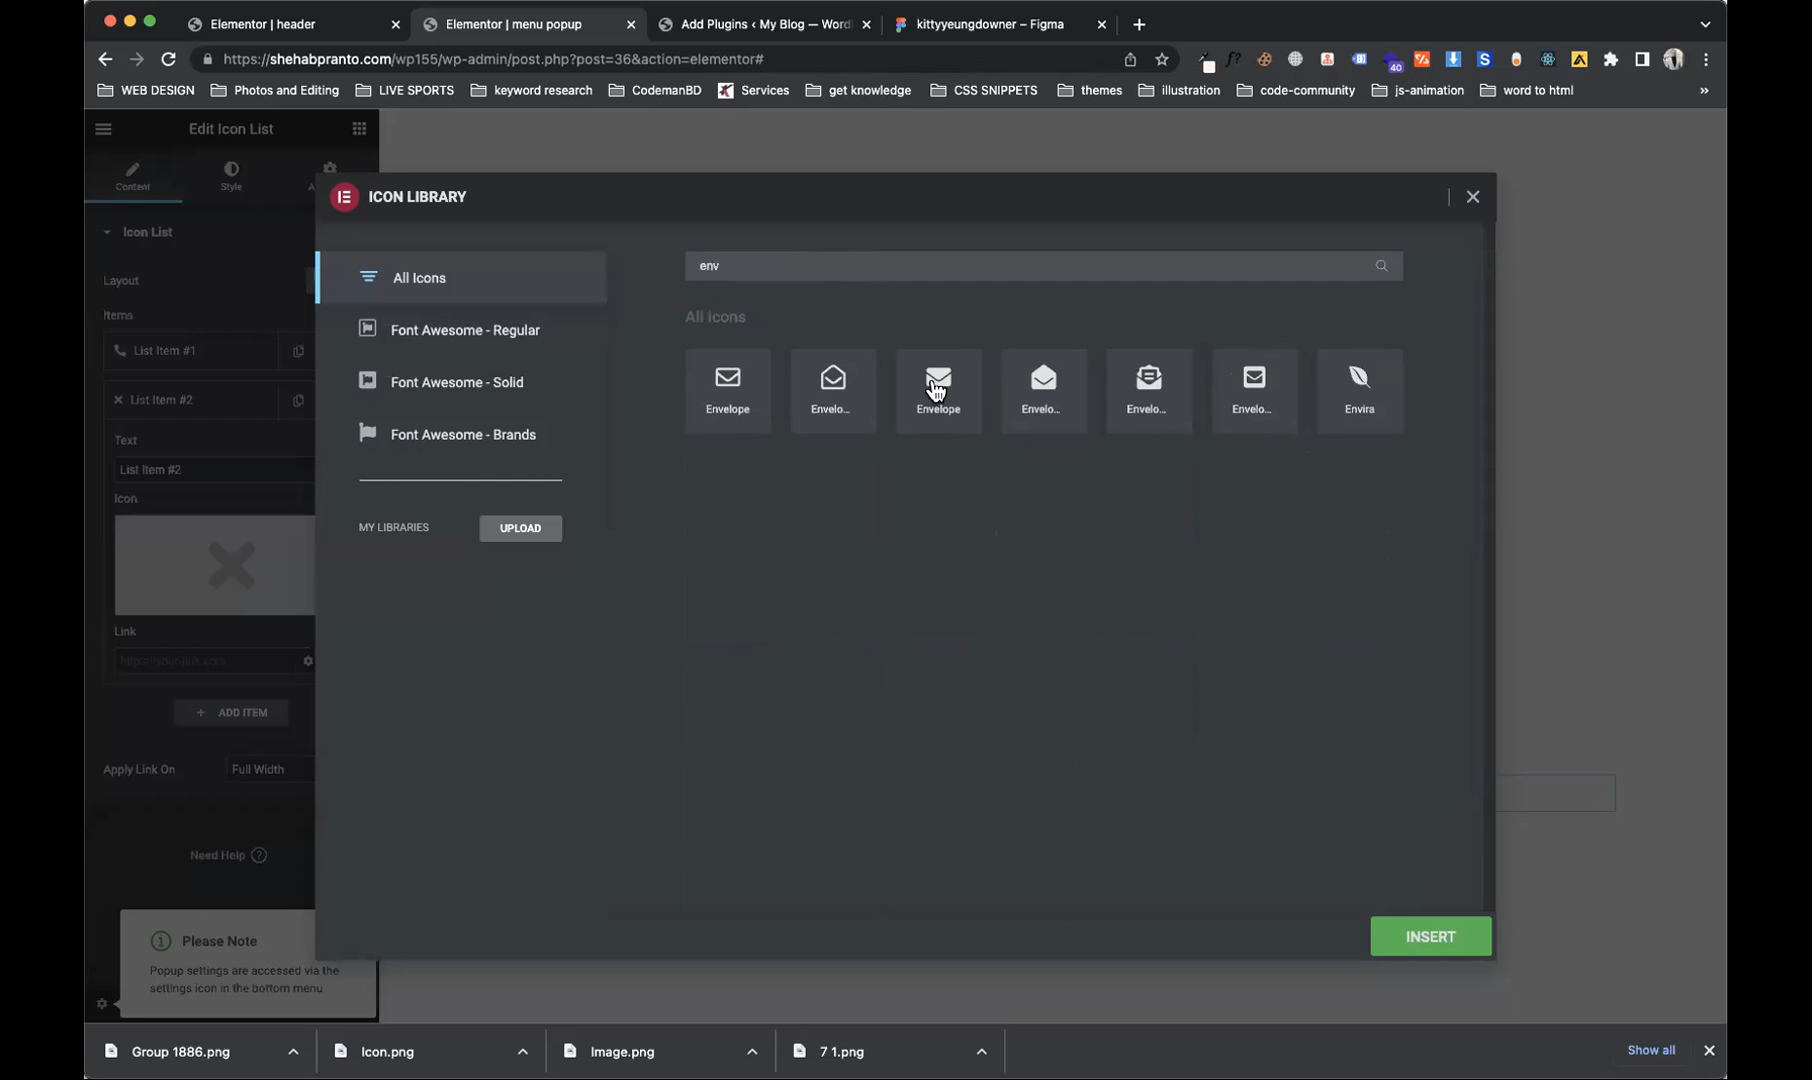 Elementor | header
Elementor | menu popup
Add Plugins ‹ My Blog — Word
kittyyeungdowner – Figma
https://shehabpranto.com/wp155/wp-admin/post.php?post=36&action=elementor#
f?
40
WEB DESIGN
Photos and Editing
LIVE SPORTS
keyword research
CodemanBD
Services
get knowledge
CSS SNIPPETS
themes
illustration
code-community
js-animation
word to html
Edit Icon List
Content
Style
Icon List
Layout
Items
List Item #1
List Item #2
Text
List Item #2
Icon
Link
https://your-link.com
ADD ITEM
Apply Link On
Full Width
Need Help
Please Note
Popup settings are accessed via the
settings icon in the bottom menu
ICON LIBRARY
All Icons
Font Awesome - Regular
Font Awesome - Solid
Font Awesome - Brands
MY LIBRARIES
UPLOAD
env
All Icons
Envelope
Envelo...
Envelope
Envelo...
Envelo...
Envelo...
Envira
INSERT
Group 1886.png
Icon.png
Image.png
7 1.png
Show all